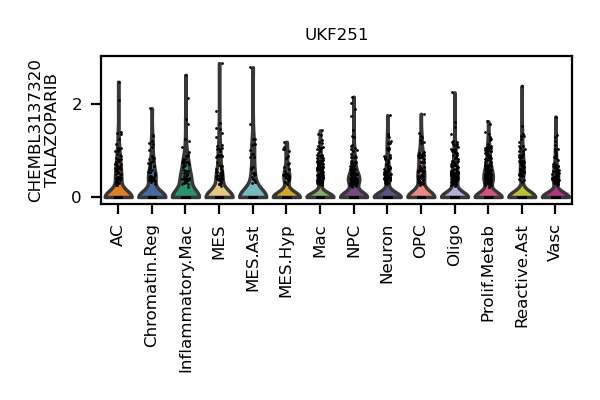 UKF251
CHEMBL3137320
TALAZOPARIB
2
0
AC
Chromatin.Reg
Inflammatory.Mac
MES
MES.Ast
MES.Hyp
Mac
NPC
Neuron
OPC
Oligo
Prolif.Metab
Reactive.Ast
Vasc